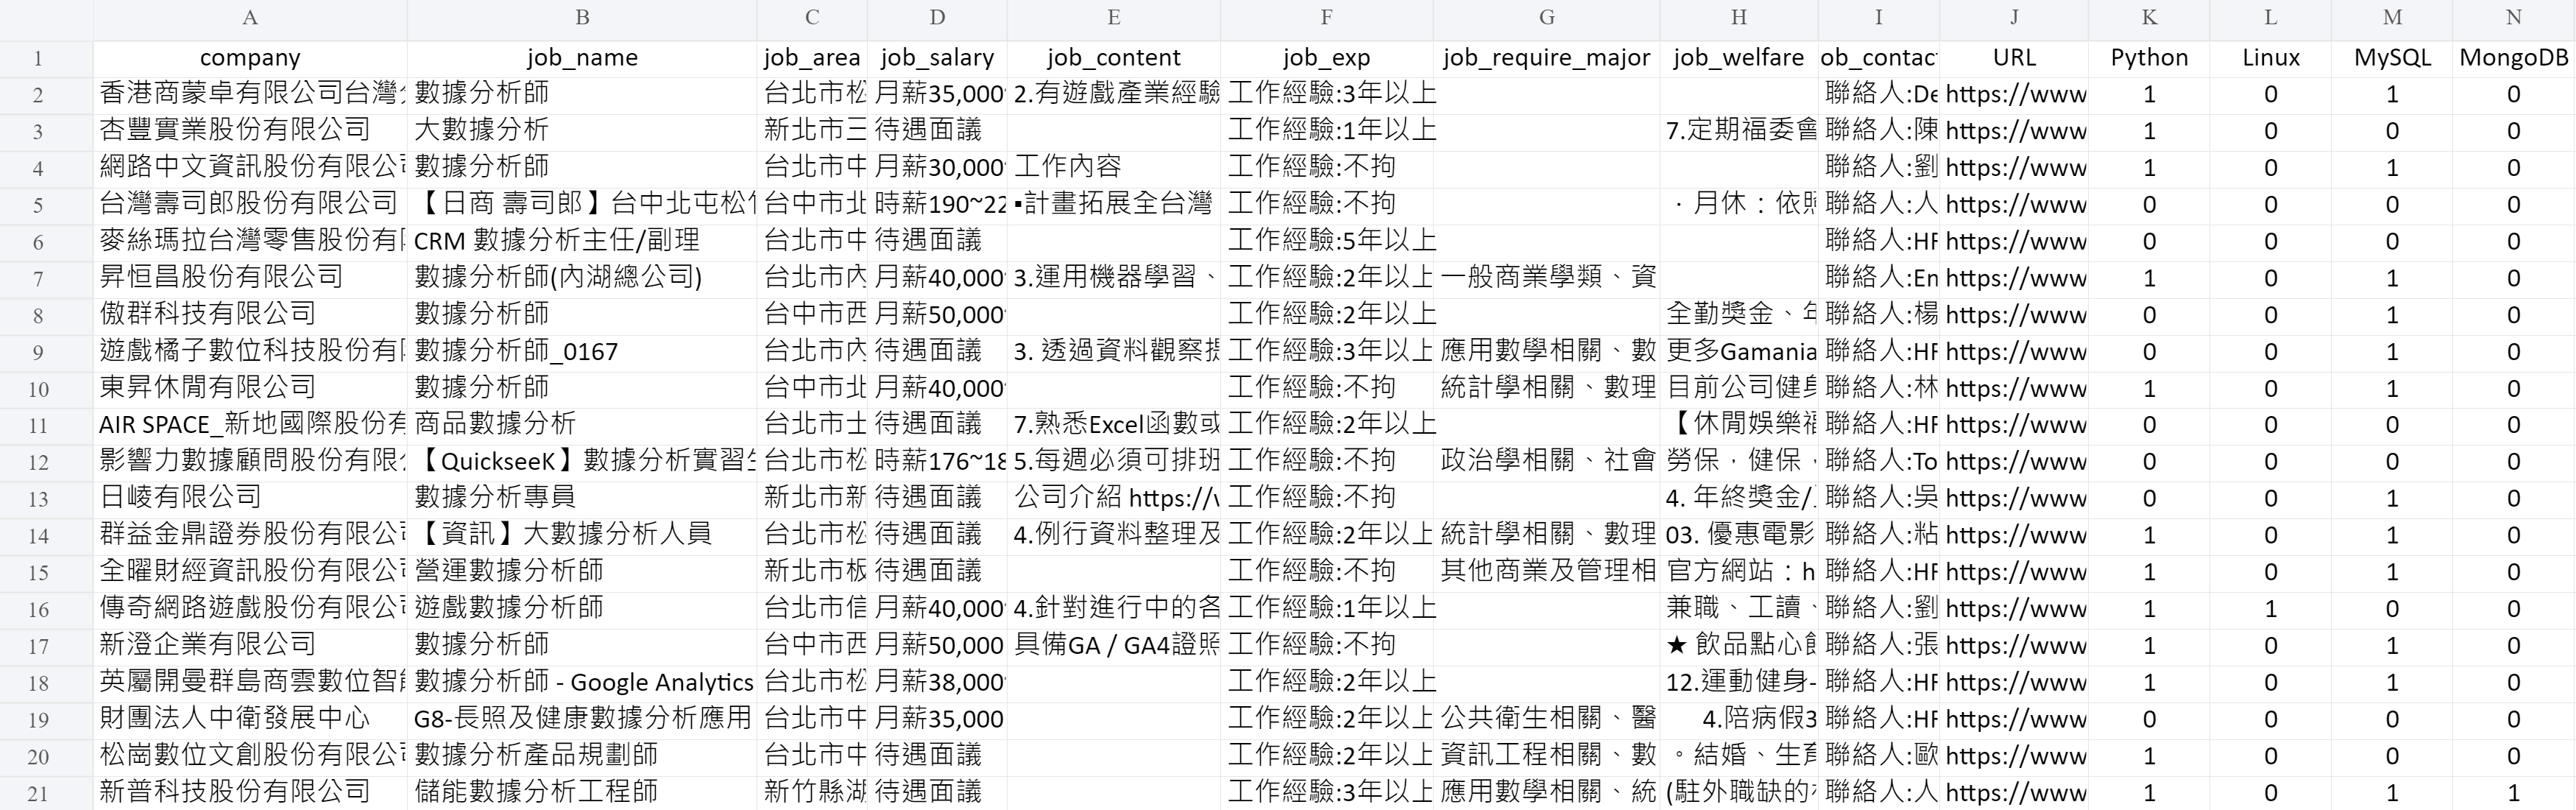 A B C D E F G H I J K L M N
1 company job_name job_area job_salary job_content job_exp job_require_major job_welfare ob_contac URL Python Linux MySQL MongoDB
2 香港商蒙卓有限公司台灣 數據分析師 台北市松 月薪35,000 2.有遊戲產業經驗 工作經驗:3年以上 聯絡人:De https://www 1 0 1 0
3 杏豐實業股份有限公司 大數據分析 新北市三 待遇面議 工作經驗:1年以上 7.定期福委會 聯絡人:陳 https://www 1 0 0 0
4 網路中文資訊股份有限公 數據分析師 台北市中 月薪30,000 工作內容 工作經驗:不拘 聯絡人:劉 https://www 1 0 1 0
5 台灣壽司郎股份有限公司 【日商 壽司郎】台中北屯松 台中市北 時薪190~22 ▪計畫拓展全台灣 工作經驗:不拘 ．月休：依照 聯絡人:人 https://www 0 0 0 0
6 麥絲瑪拉台灣零售股份有 CRM 數據分析主任/副理 台北市中 待遇面議 工作經驗:5年以上 聯絡人:HR https://www 0 0 0 0
7 昇恒昌股份有限公司 數據分析師(內湖總公司) 台北市內 月薪40,000 3.運用機器學習、 工作經驗:2年以上 一般商業學類、資 聯絡人:En https://www 1 0 1 0
8 傲群科技有限公司 數據分析師 台中市西 月薪50,000 工作經驗:2年以上 全勤獎金、年 聯絡人:楊 https://www 0 0 1 0
9 遊戲橘子數位科技股份有 數據分析師_0167 台北市內 待遇面議 3. 透過資料觀察提 工作經驗:3年以上 應用數學相關、數 更多Gamania 聯絡人:HR https://www 0 0 1 0
10 東昇休閒有限公司 數據分析師 台中市北 月薪40,000 工作經驗:不拘 統計學相關、數理 目前公司健身 聯絡人:林 https://www 1 0 1 0
11 AIR SPACE_新地國際股份有 商品數據分析 台北市士 待遇面議 7.熟悉Excel函數或 工作經驗:2年以上 【休閒娛樂福 聯絡人:HR https://www 0 0 0 0
12 影響力數據顧問股份有限 【QuickseeK】數據分析實習生 台北市松 時薪176~18 5.每週必須可排班 工作經驗:不拘 政治學相關、社會 勞保，健保， 聯絡人:To https://www 0 0 0 0
13 日崚有限公司 數據分析專員 新北市新 待遇面議 公司介紹 https:// 工作經驗:不拘 4. 年終獎金/ 聯絡人:吳 https://www 0 0 1 0
14 群益金鼎證券股份有限公 【資訊】大數據分析人員 台北市松 待遇面議 4.例行資料整理及 工作經驗:2年以上 統計學相關、數理 03. 優惠電影 聯絡人:粘 https://www 1 0 1 0
15 全曜財經資訊股份有限公 營運數據分析師 新北市板 待遇面議 工作經驗:不拘 其他商業及管理相 官方網站：h 聯絡人:HR https://www 1 0 1 0
16 傳奇網路遊戲股份有限公 遊戲數據分析師 台北市信 月薪40,000 4.針對進行中的各 工作經驗:1年以上 兼職、工讀、 聯絡人:劉 https://www 1 1 0 0
17 新澄企業有限公司 數據分析師 台中市西 月薪50,000 具備GA / GA4證照 工作經驗:不拘 ★ 飲品點心飽 聯絡人:張 https://www 1 0 1 0
18 英屬開曼群島商雲數位智 數據分析師 - Google Analytics 台北市松 月薪38,000 工作經驗:2年以上 12.運動健身- 聯絡人:HR https://www 1 0 1 0
19 財團法人中衛發展中心 G8-長照及健康數據分析應用 台北市中 月薪35,000 工作經驗:2年以上 公共衛生相關、醫 4.陪病假3 聯絡人:HR https://www 0 0 0 0
20 松崗數位文創股份有限公 數據分析產品規劃師 台北市中 待遇面議 工作經驗:2年以上 資訊工程相關、數 。結婚、生育 聯絡人:歐 https://www 1 0 0 0
21 新普科技股份有限公司 儲能數據分析工程師 新竹縣湖 待遇面議 工作經驗:3年以上 應用數學相關、統 (駐外職缺的 聯絡人:人 https://www 1 0 1 1